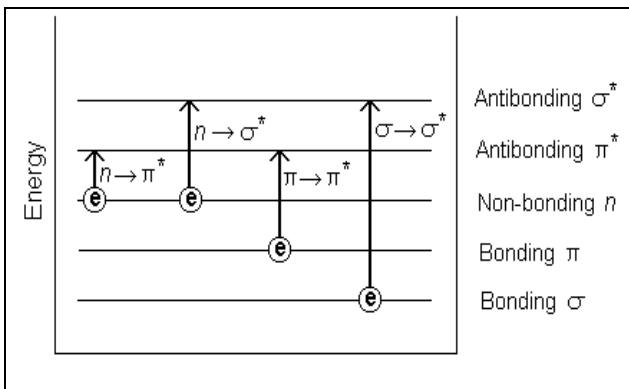 Energy
Antibonding σ*
n→σ*
σ→σ*
Antibonding π*
n→π*
π→π*
e
e
Non-bonding n
e
Bonding π
e
Bonding σ